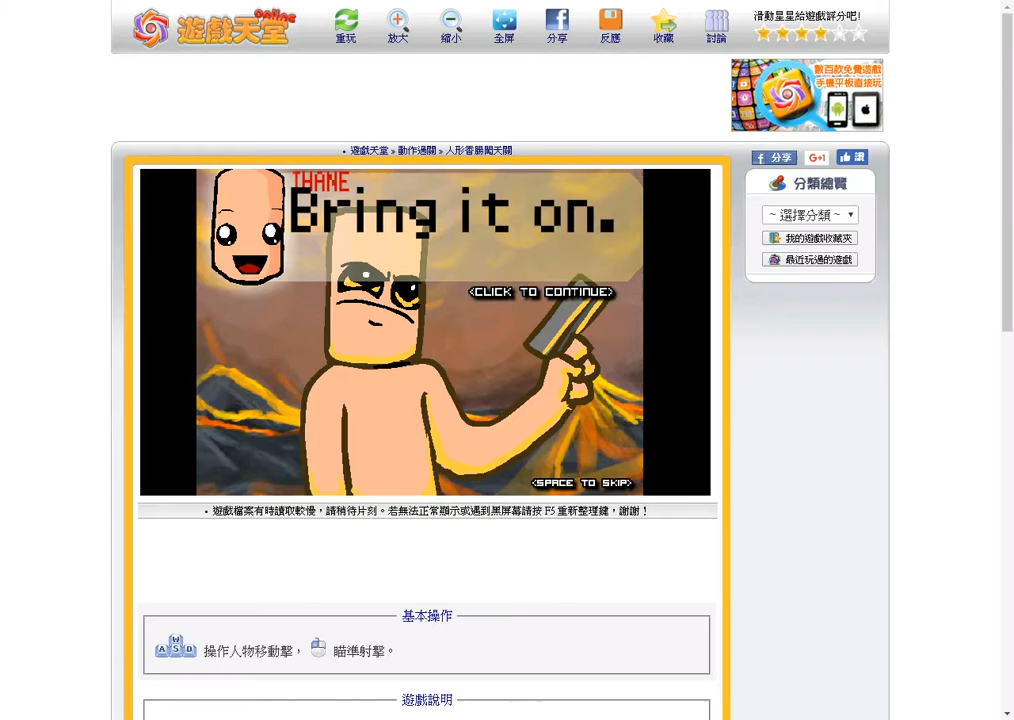 遊戲天堂 online
重玩
放大
縮小
全屏
分享
反應
收藏
討論
滑動星星給遊戲評分吧!
數百款免費遊戲
手機平板直接玩
• 遊戲天堂 » 動作過關 » 人形香腸闖天關
f 分享
G+1
讚
THANE
Bring it on.
<CLICK TO CONTINUE>
<SPACE TO SKIP>
分類總覽
~ 選擇分類 ~
我的遊戲收藏夾
最近玩過的遊戲
• 遊戲檔案有時讀取較慢，請稍待片刻。若無法正常顯示或遇到黑屏幕請按 F5 重新整理鍵，謝謝！
基本操作
W
A S D 操作人物移動擊， 瞄準射擊。
遊戲說明